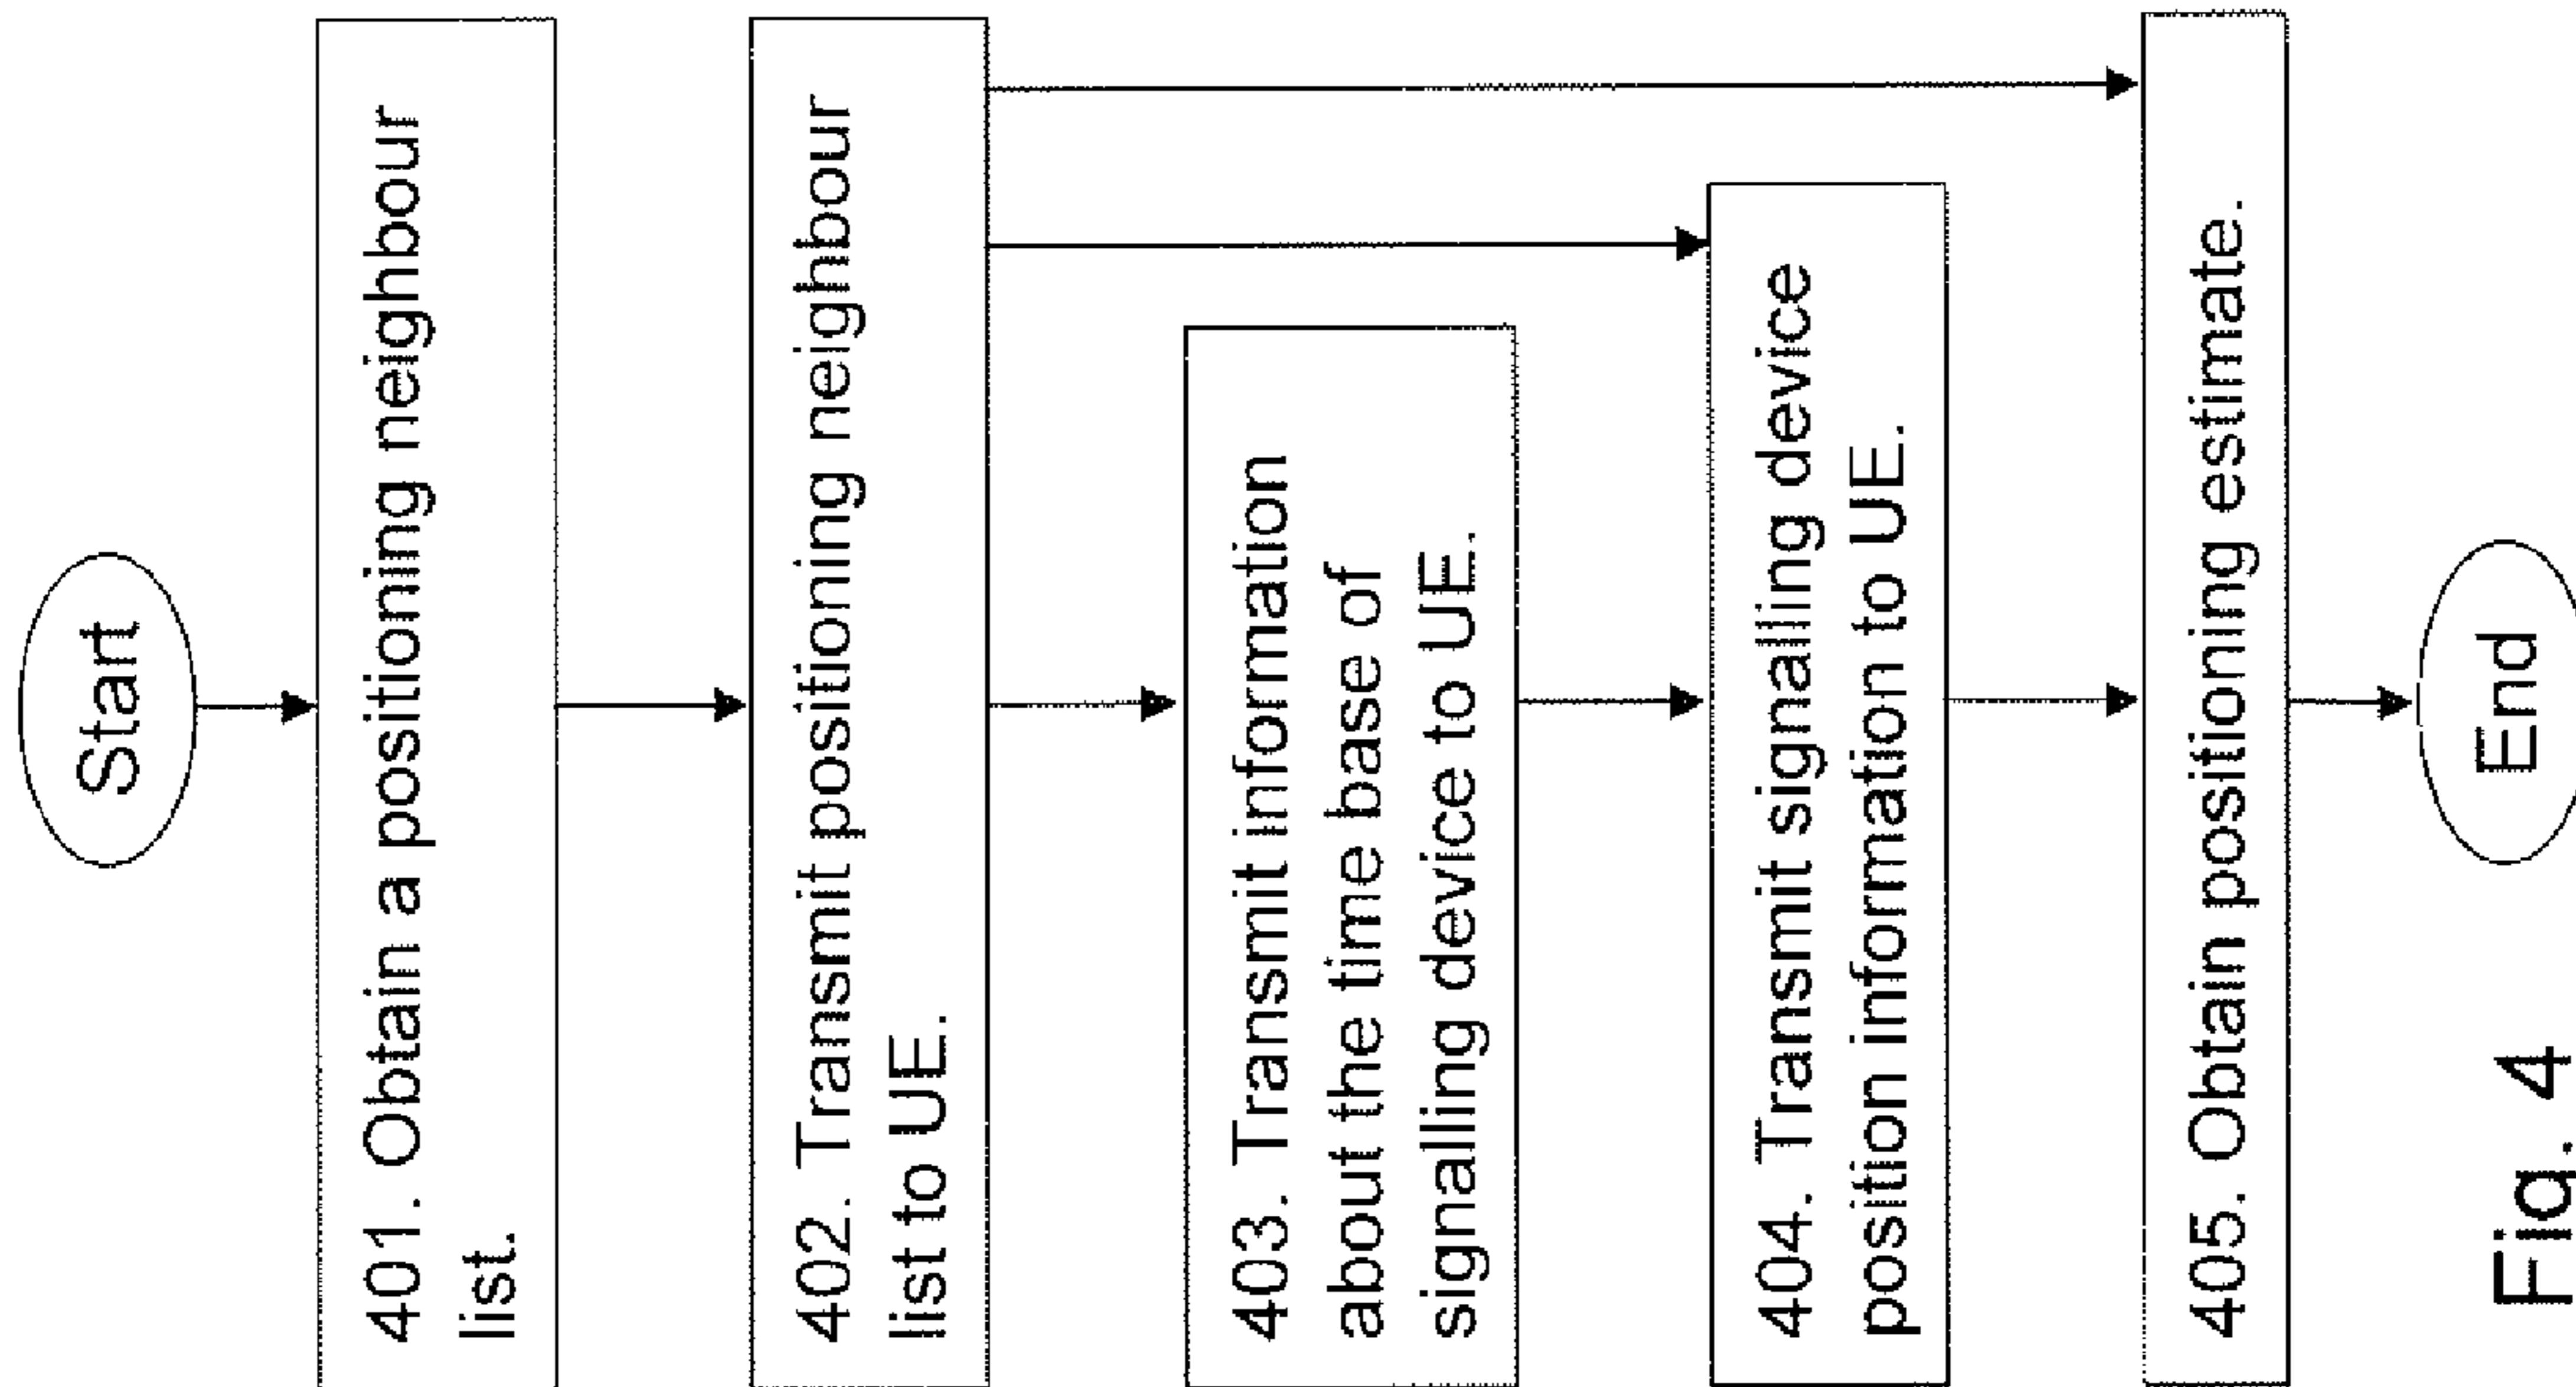 Start
401. Obtain a positioning neighbour
list.
402. Transmit positioning neighbour
list to UE.
403. Transmit information
about the time base of
signalling device to UE.
404. Transmit signalling device
position information to UE.
405. Obtain positioning estimate.
End
Fig. 4